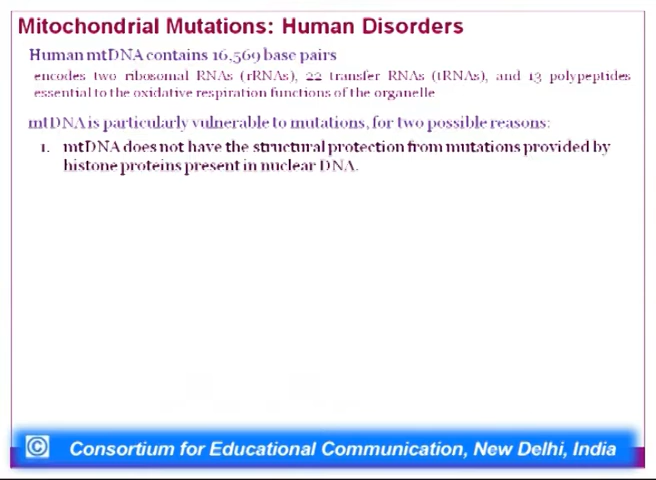 Mitochondrial Mutations: Human Disorders
Human mtDNA contains 16,569 base pairs
encodes two ribosomal RNAs (rRNAs), 22 transfer RNAs (tRNAs), and 13 polypeptides
essential to the oxidative respiration functions of the organelle
mtDNA is particularly vulnerable to mutations, for two possible reasons:
1. mtDNA does not have the structural protection from mutations provided by
histone proteins present in nuclear DNA.
© Consortium for Educational Communication, New Delhi, India